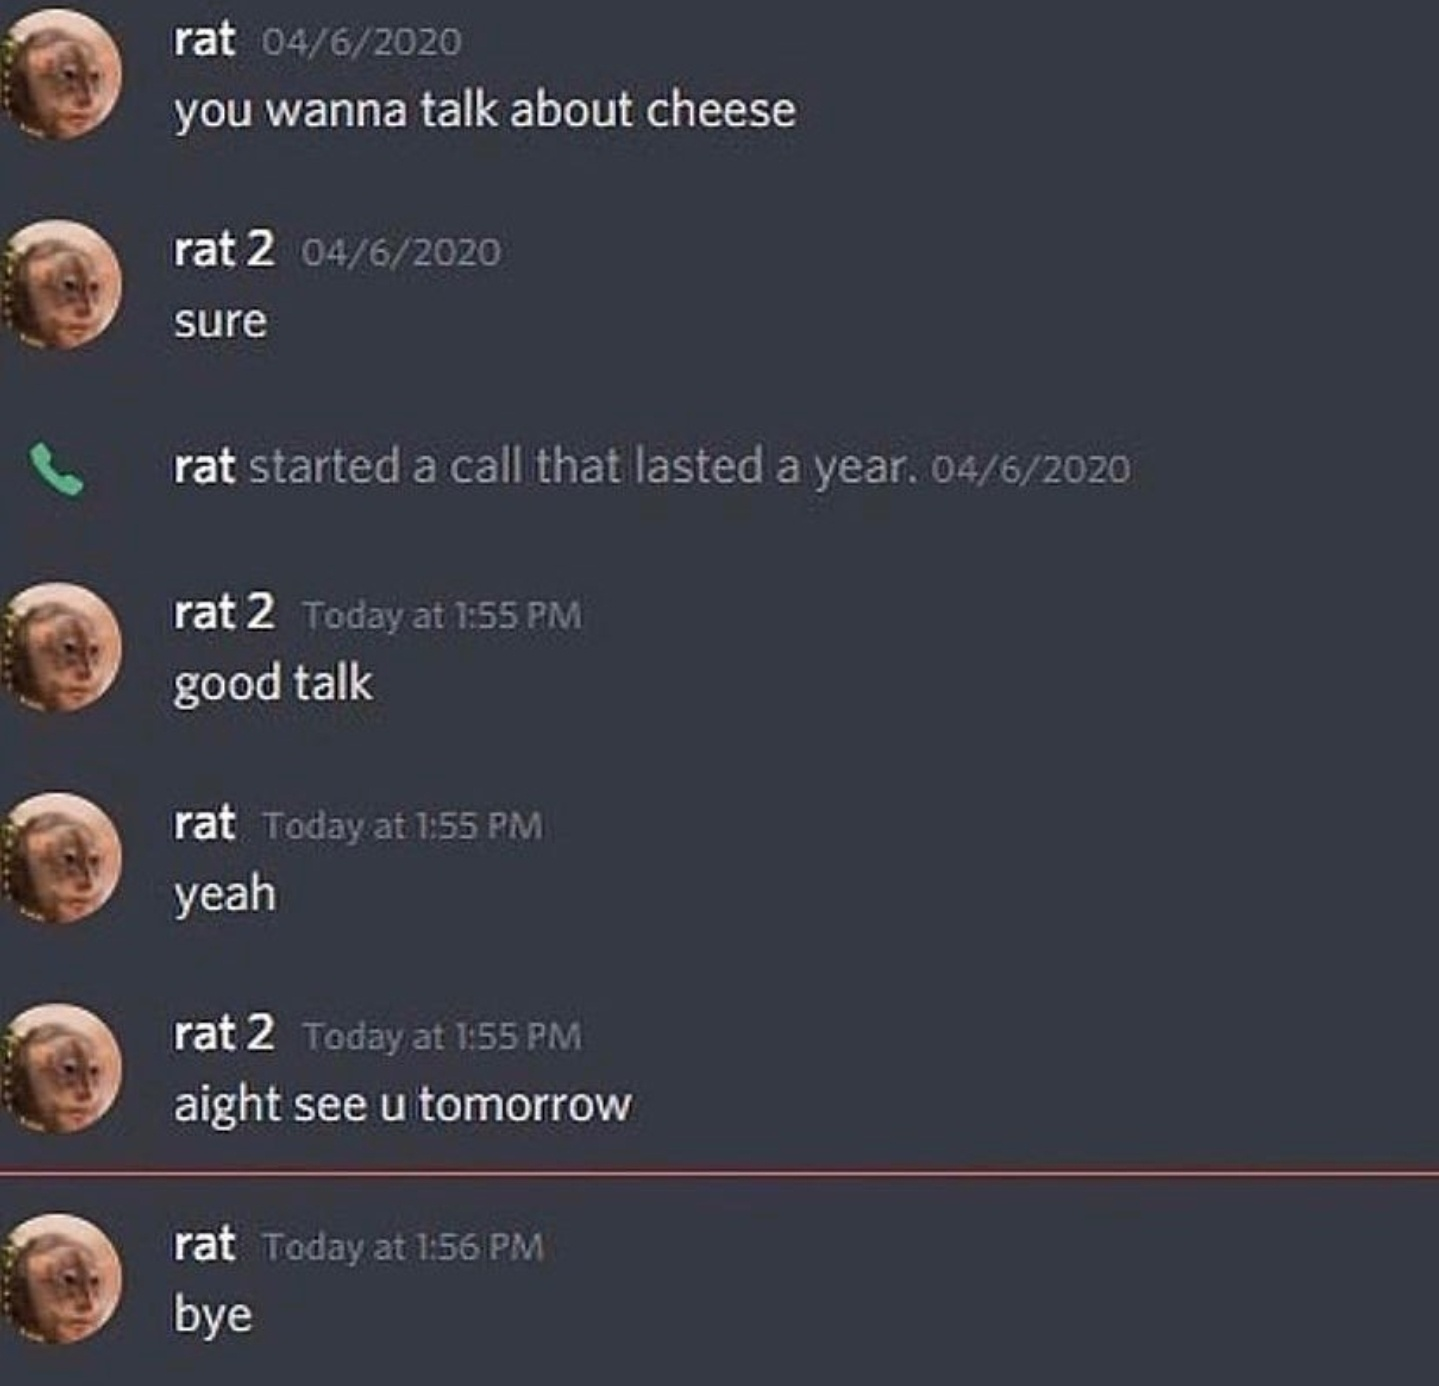 rat 04/6/2020
you wanna talk about cheese
rat 2 04/6/2020
sure
rat started a call that lasted a year. 04/6/2020
rat 2 Today at 1:55 PM
good talk
rat Today at 1:55 PM
yeah
rat 2 Today at 1:55 PM
aight see u tomorrow
rat Today at 1:56 PM
bye